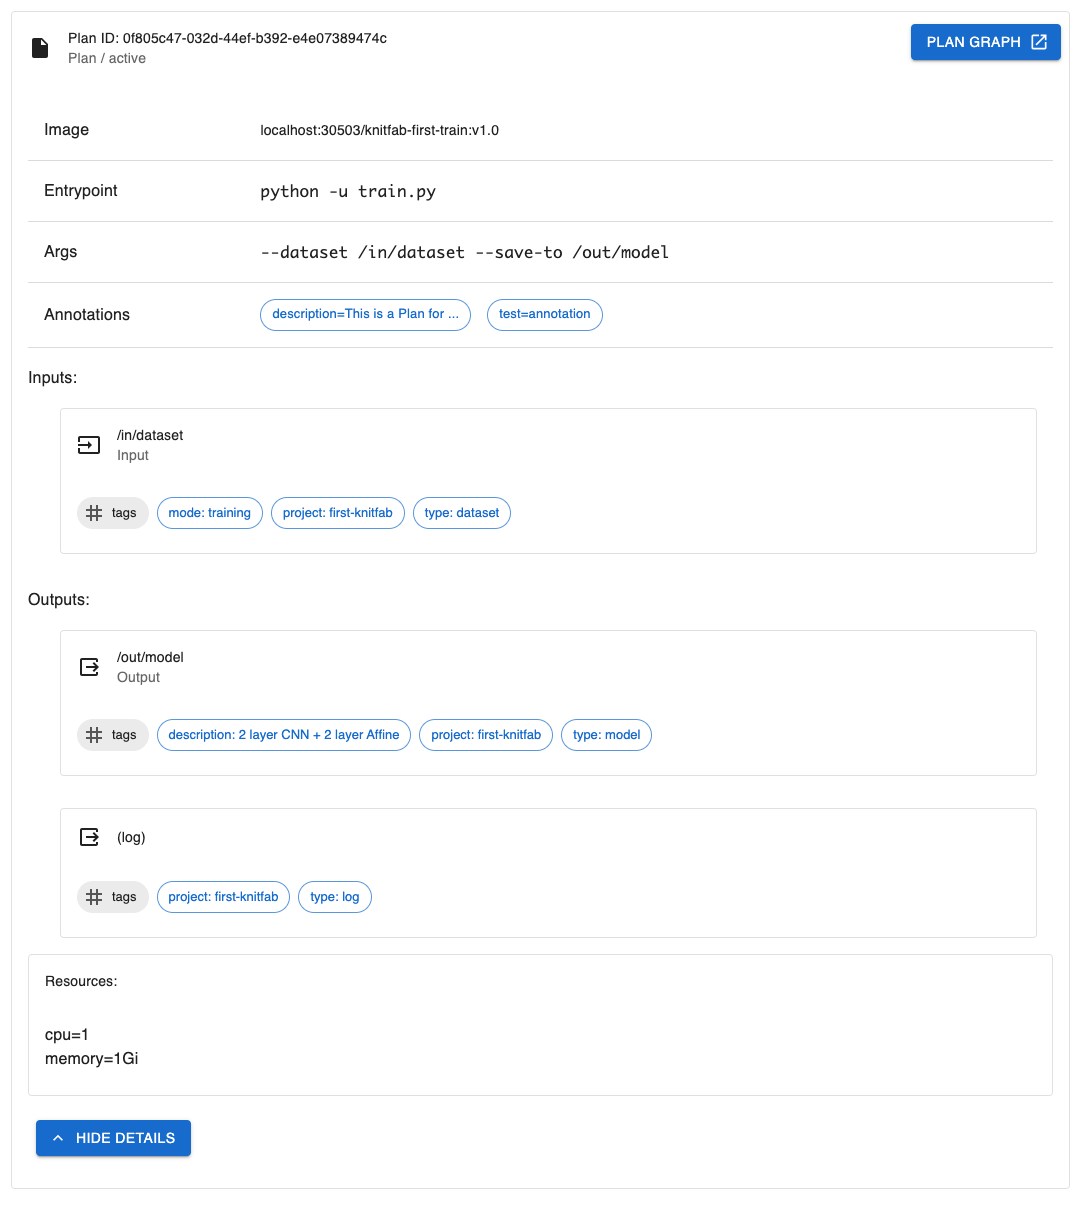 Plan ID: 0f805c47-032d-44ef-b392-e4e07389474c
Plan / active
PLAN GRAPH
Image localhost:30503/knitfab-first-train:v1.0
Entrypoint python -u train.py
Args --dataset /in/dataset --save-to /out/model
Annotations description=This is a Plan for ... test=annotation
Inputs:
/in/dataset
Input
tags mode: training project: first-knitfab type: dataset
Outputs:
/out/model
Output
tags description: 2 layer CNN + 2 layer Affine project: first-knitfab type: model
(log)
tags project: first-knitfab type: log
Resources:
cpu=1
memory=1Gi
HIDE DETAILS